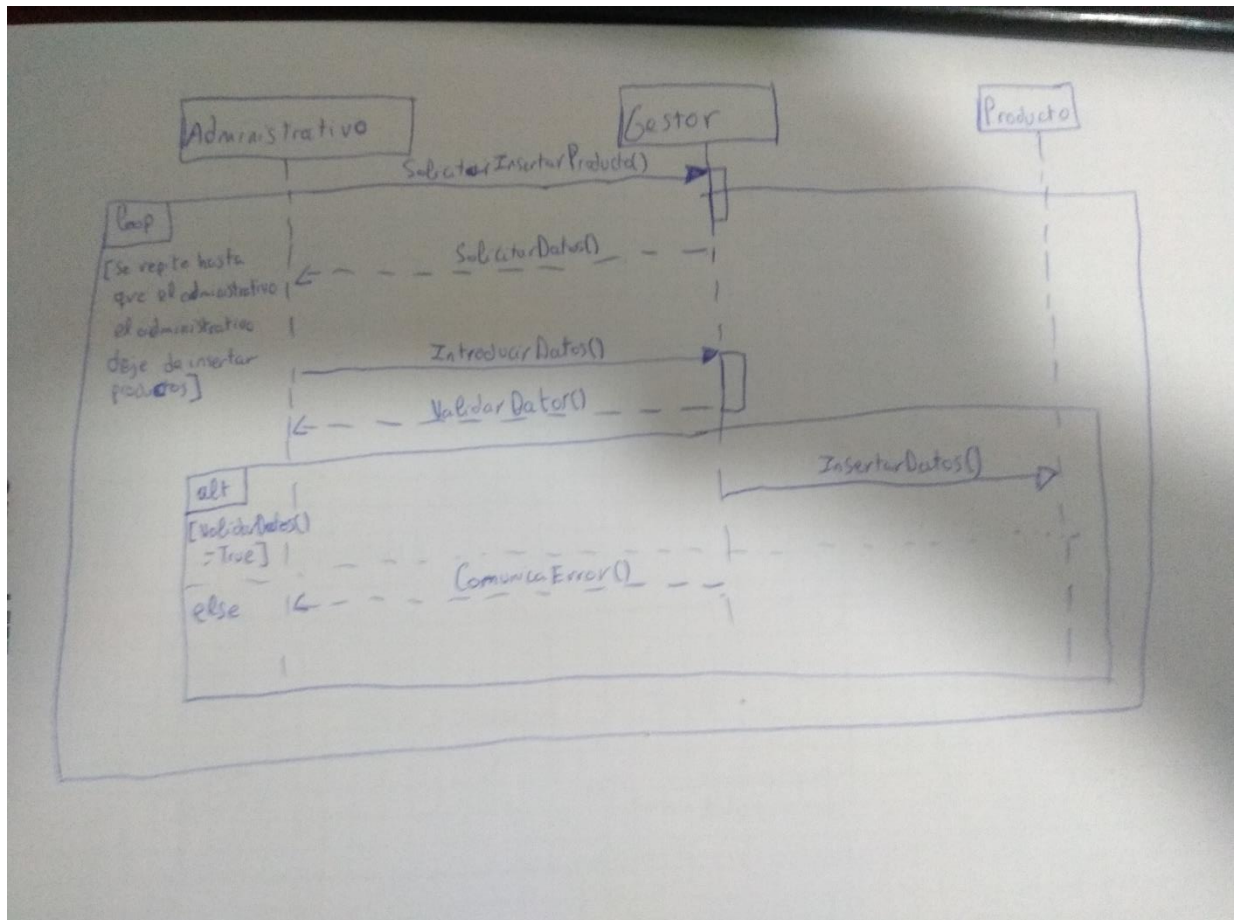 Administrativo
Gestor
Producto
SolicitarInsertarProducto()
loop
[Se repite hasta
que el administrativo
el administrativo
deje de insertar
productos]
SolicitarDatos()
IntroducirDatos()
ValidarDatos()
alt
[ValidarDatos()
=True]
InsertarDatos()
ComunicaError()
else